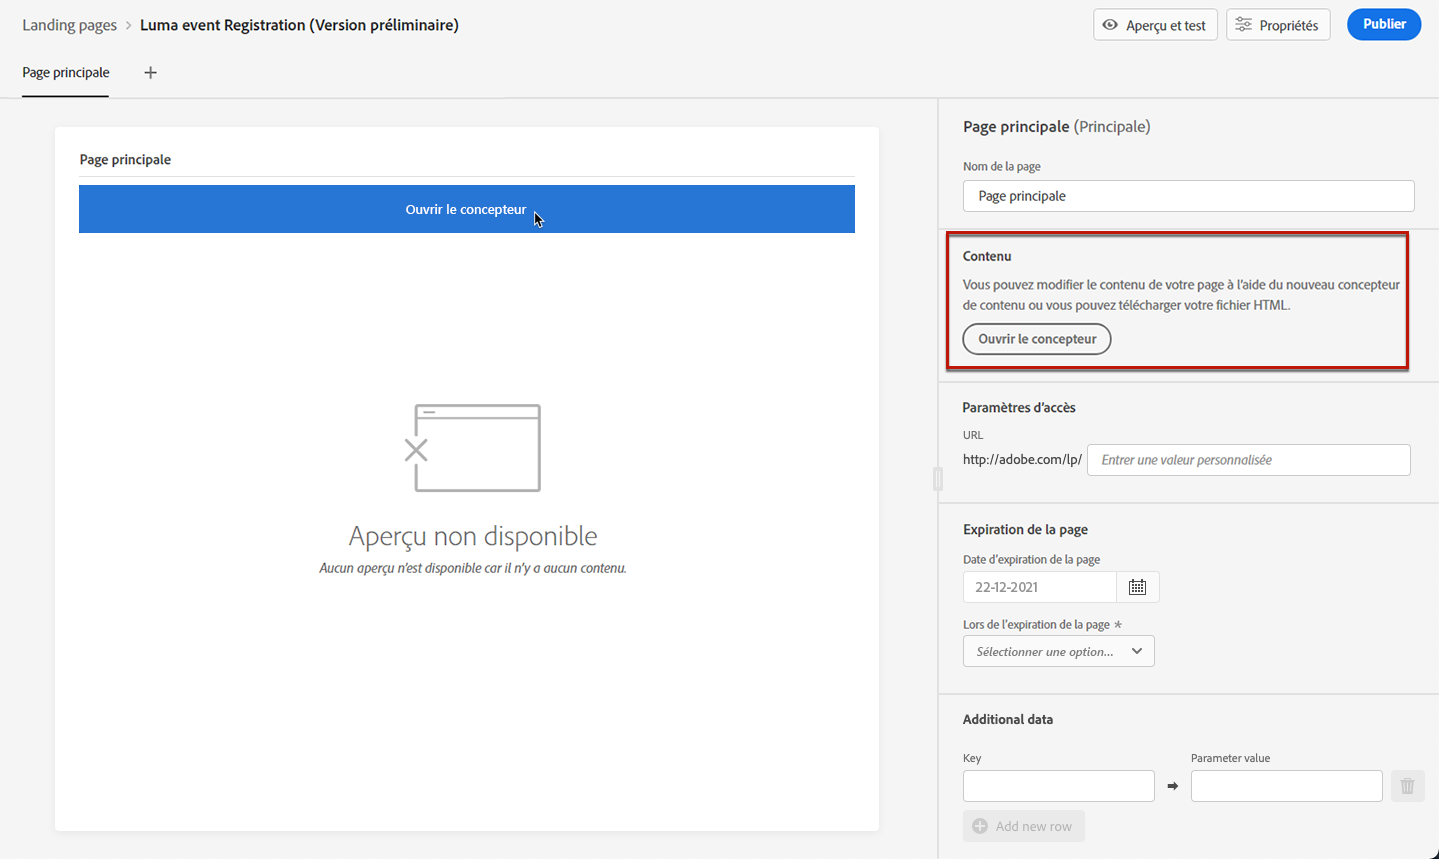 Landing pages > Luma event Registration (Version préliminaire)
Aperçu et test
Propriétés
Publier
Page principale
Page principale
Ouvrir le concepteur
Aperçu non disponible
Aucun aperçu n'est disponible car il n'y a aucun contenu.
Page principale (Principale)
Nom de la page
Page principale
Contenu
Vous pouvez modifier le contenu de votre page à l'aide du nouveau concepteur
de contenu ou vous pouvez télécharger votre fichier HTML.
Ouvrir le concepteur
Paramètres d'accès
URL
http://adobe.com/lp/ Entrer une valeur personnalisée
Expiration de la page
Date d'expiration de la page
22-12-2021
Lors de l'expiration de la page *
Sélectionner une option...
Additional data
Key Parameter value
Add new row